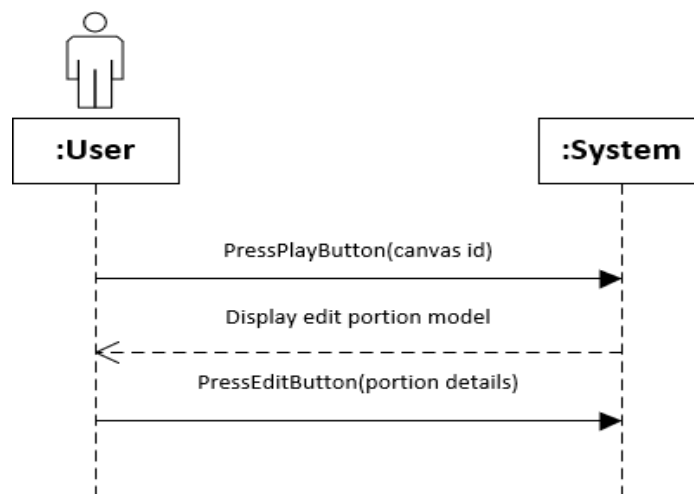 :User
:System
PressPlayButton(canvas id)
Display edit portion model
PressEditButton(portion details)